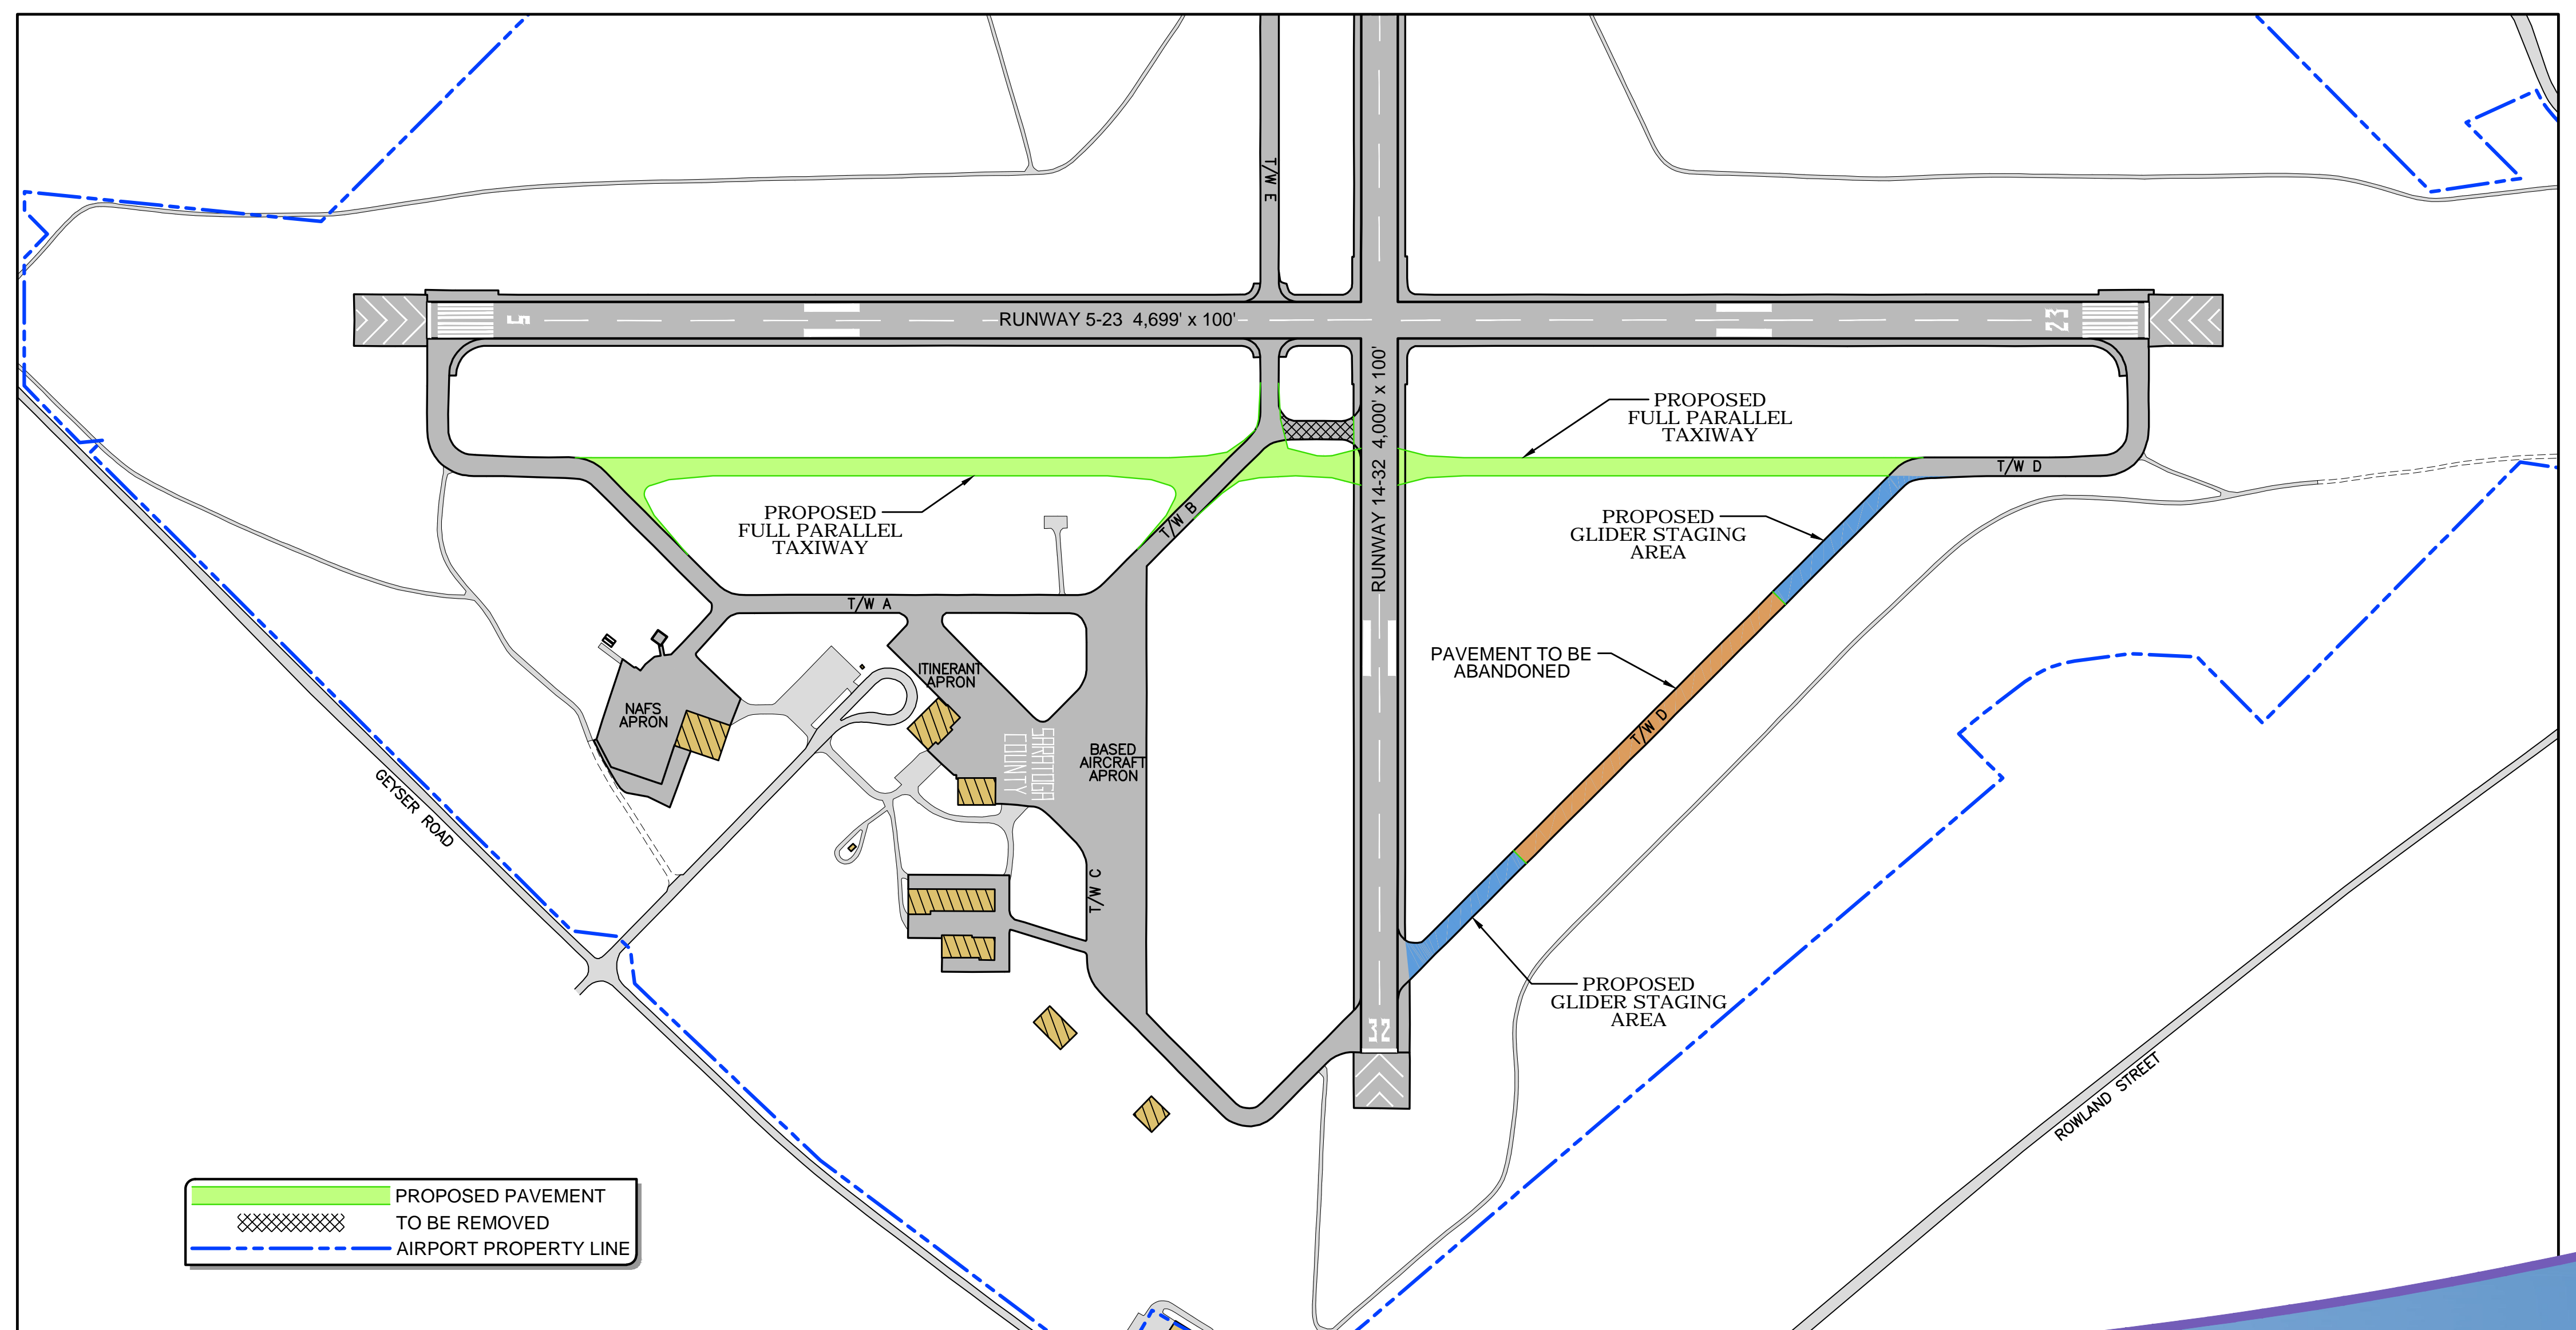 T/W E
5
RUNWAY 5-23 4,699' x 100'
23
RUNWAY 14-32 4,000' x 100'
PROPOSED
FULL PARALLEL
TAXIWAY
T/W D
PROPOSED
FULL PARALLEL
TAXIWAY
T/W B
PROPOSED
GLIDER STAGING
AREA
T/W A
PAVEMENT TO BE
ABANDONED
ITINERANT
APRON
NAFS
APRON
SARATOGA
COUNTY
BASED
AIRCRAFT
APRON
T/W D
GEYSER ROAD
T/W C
PROPOSED
GLIDER STAGING
AREA
32
ROWLAND STREET
PROPOSED PAVEMENT
TO BE REMOVED
AIRPORT PROPERTY LINE